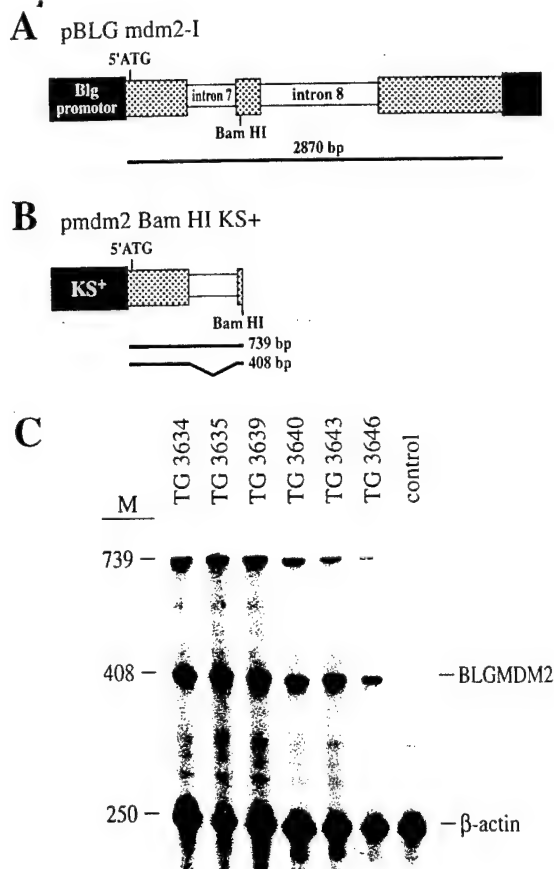 A pBLG mdm2-I
5'ATG
Blg promotor
intron 7
intron 8
Bam HI
2870 bp
B pmdm2 Bam HI KS+
5'ATG
KS+
Bam HI
739 bp
408 bp
C
M
TG 3634
TG 3635
TG 3639
TG 3640
TG 3643
TG 3646
control
739
408
BLGMDM2
250
β-actin